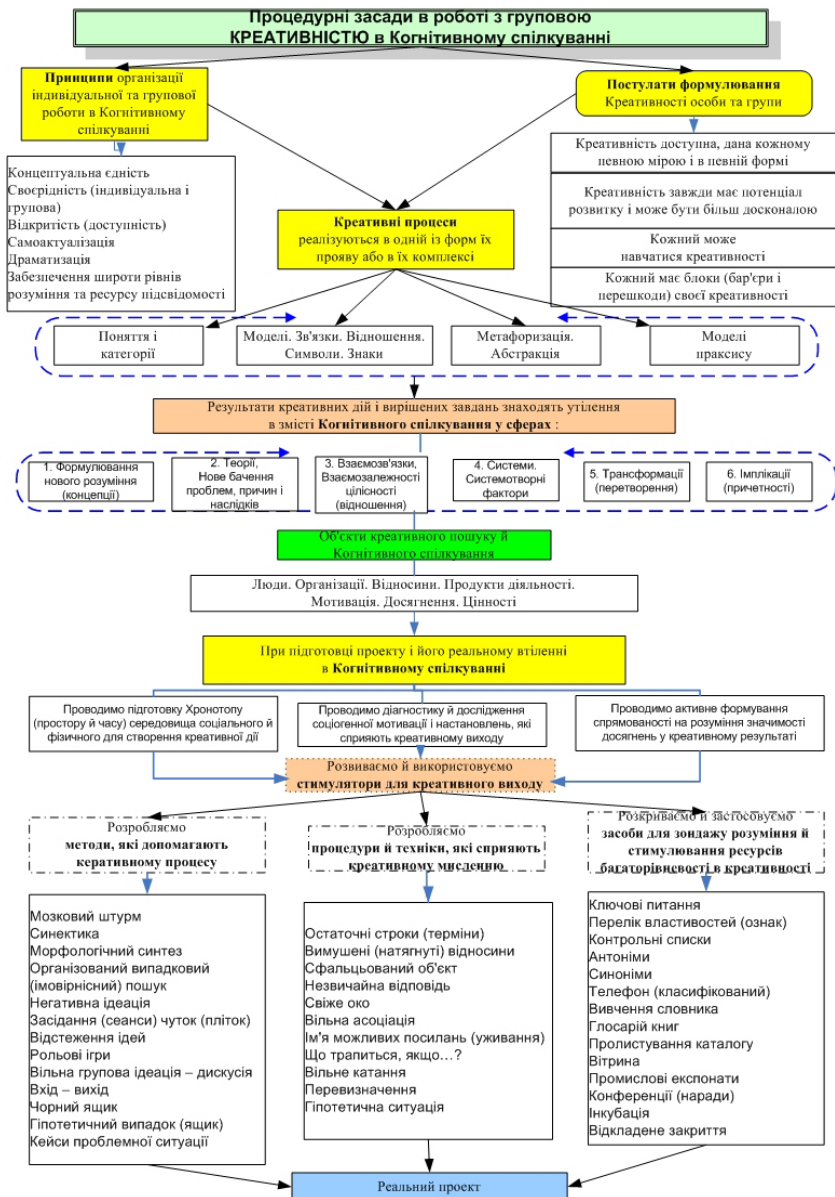 Процедурні засади в роботі з груповою
КРЕАТИВНІСТЮ в Когнітивному спілкуванні
Принципи організації
індивідуальної та групової
роботи в Когнітивному
спілкуванні
Постулати формулювання
Креативності особи та групи
Концептуальна єдність
Своєрідність (індивідуальна і
групова)
Відкритість (доступність)
Самоактуалізація
Драматизація
Забезпечення широти рівнів
розуміння та ресурсу підсвідомості
Креативність доступна, дана кожному
певною мірою і в певній формі
Креативність завжди має потенціал
розвитку і може бути більш досконалою
Кожний може
навчатися креативності
Кожний має блоки (бар'єри і
перешкоди) своєї креативності
Креативні процеси
реалізуються в одній із форм їх
прояву або в їх комплексі
Поняття і
категорії
Моделі. Зв'язки. Відношення.
Символи. Знаки
Метафоризація.
Абстракція
Моделі
праксису
Результати креативних дій і вирішених завдань знаходять утілення
в змісті Когнітивного спілкування у сферах :
1. Формулювання
нового розуміння
(концепції)
2. Теорії,
Нове бачення
проблем, причин і
наслідків
3. Взаємозв'язки,
Взаємозалежності
цілісності
(відношення)
4. Системи.
Системотворні
фактори
5. Трансформації
(перетворення)
6. Імплікації
(причетності)
Об'єкти креативного пошуку й
Когнітивного спілкування
Люди. Організації. Відносини. Продукти діяльності.
Мотивація. Досягнення. Цінності
При підготовці проекту і його реальному втіленні
в Когнітивному спілкуванні
Проводимо підготовку Хронотопу
(простору й часу) середовища соціального й
фізичного для створення креативної дії
Проводимо діагностику й дослідження
соціогенної мотивації і настановлень, які
сприяють креативному виходу
Проводимо активне формування
спрямованості на розуміння значимості
досягнень у креативному результаті
Розвиваємо й використовуємо
стимулятори для креативного виходу
Розробляємо
методи, які допомагають
керативному процесу
Розробляємо
процедури й техніки, які сприяють
креативному мисленню
Розкриваємо й застосовуємо
засоби для зондажу розуміння й
стимулювання ресурсів
багаторівневості в креативності
Мозковий штурм
Синектика
Морфологічний синтез
Організований випадковий
(імовірнісний) пошук
Негативна ідеація
Засідання (сеанси) чуток (пліток)
Відстеження ідей
Рольові ігри
Вільна групова ідеація – дискусія
Вхід – вихід
Чорний ящик
Гіпотетичний випадок (ящик)
Кейси проблемної ситуації
Остаточні строки (терміни)
Вимушені (натягнуті) відносини
Сфальцьований об'єкт
Незвичайна відповідь
Свіже око
Вільна асоціація
Ім'я можливих посилань (уживання)
Що трапиться, якщо...?
Вільне катання
Перевизначення
Гіпотетична ситуація
Ключові питання
Перелік властивостей (ознак)
Контрольні списки
Антоніми
Синоніми
Телефон (класифікований)
Вивчення словника
Глосарій книг
Пролистування каталогу
Вітрина
Промислові експонати
Конференції (наради)
Інкубація
Відкладене закриття
Реальний проект